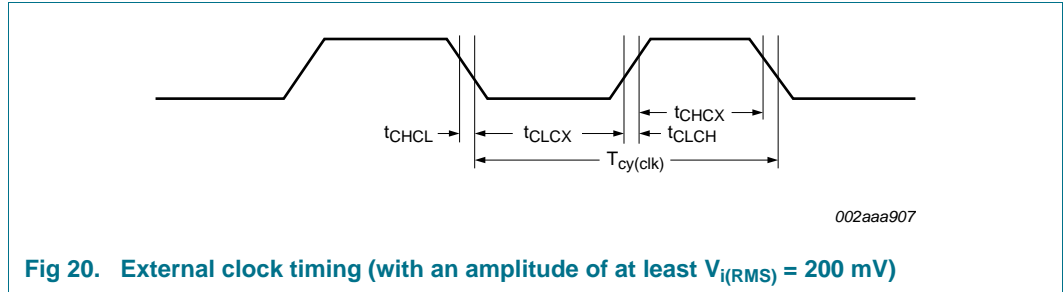 tCHCX
tCHCL tCLCX tCLCH
Tcy(clk)
002aaa907
Fig 20. External clock timing (with an amplitude of at least Vi(RMS) = 200 mV)